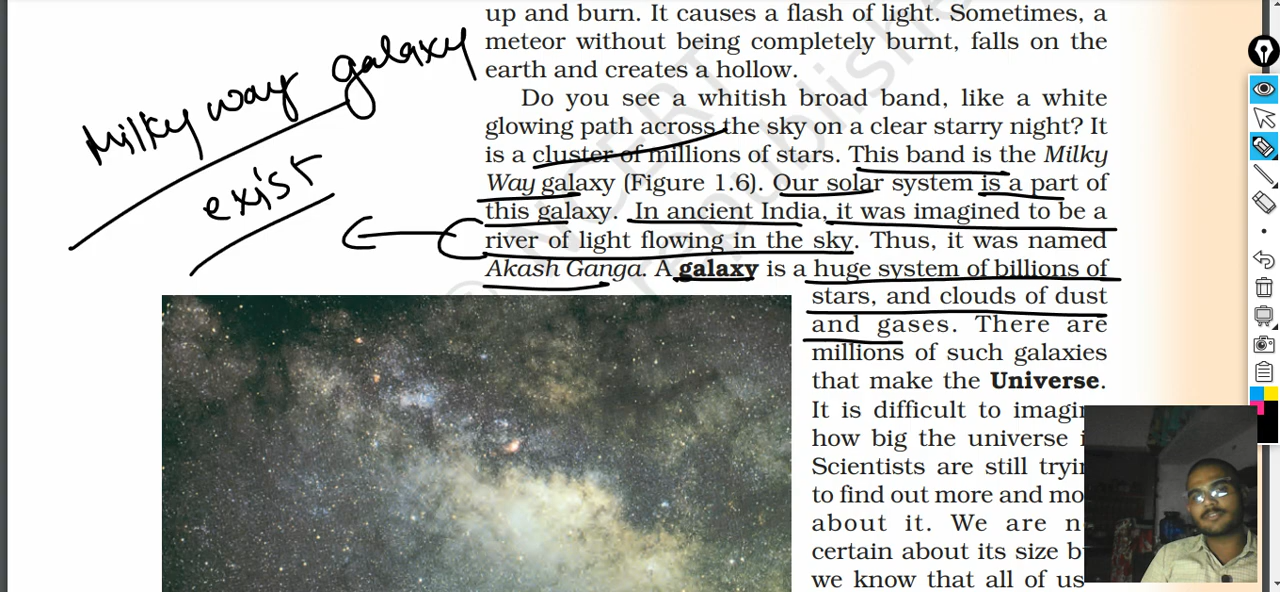 up and burn. It causes a flash of light. Sometimes, a
meteor without being completely burnt, falls on the
earth and creates a hollow.
Do you see a whitish broad band, like a white
glowing path across the sky on a clear starry night? It
is a cluster of millions of stars. This band is the Milky
Way galaxy (Figure 1.6). Our solar system is a part of
this galaxy. In ancient India, it was imagined to be a
river of light flowing in the sky. Thus, it was named
Akash Ganga. A galaxy is a huge system of billions of
stars, and clouds of dust
and gases. There are
millions of such galaxies
that make the Universe.
It is difficult to imagin
how big the universe i
Scientists are still tryin
to find out more and mo
about it. We are n
certain about its size b
we know that all of us
Milky way galaxy
exist
© NCERT
republishe